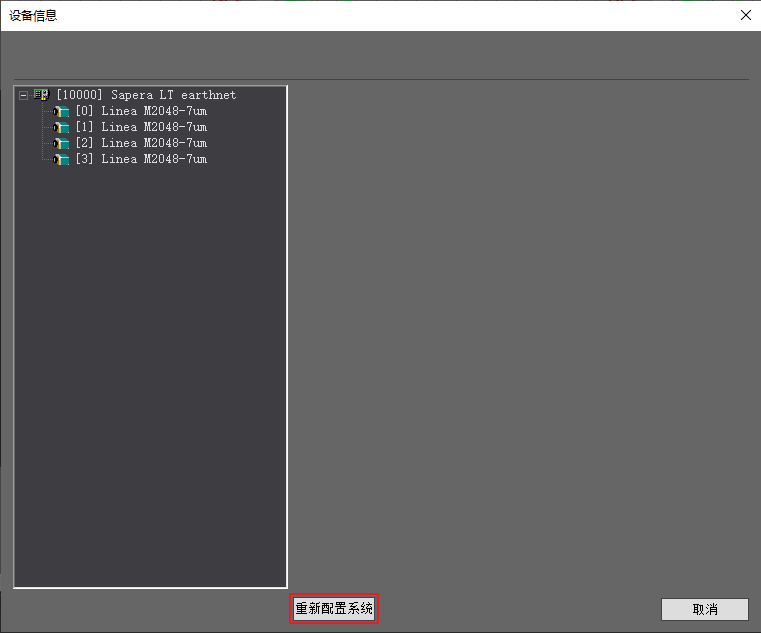 设备信息
[10000] Sapera LT earthnet
[0] Linea M2048-7um
[1] Linea M2048-7um
[2] Linea M2048-7um
[3] Linea M2048-7um
重新配置系统
取消